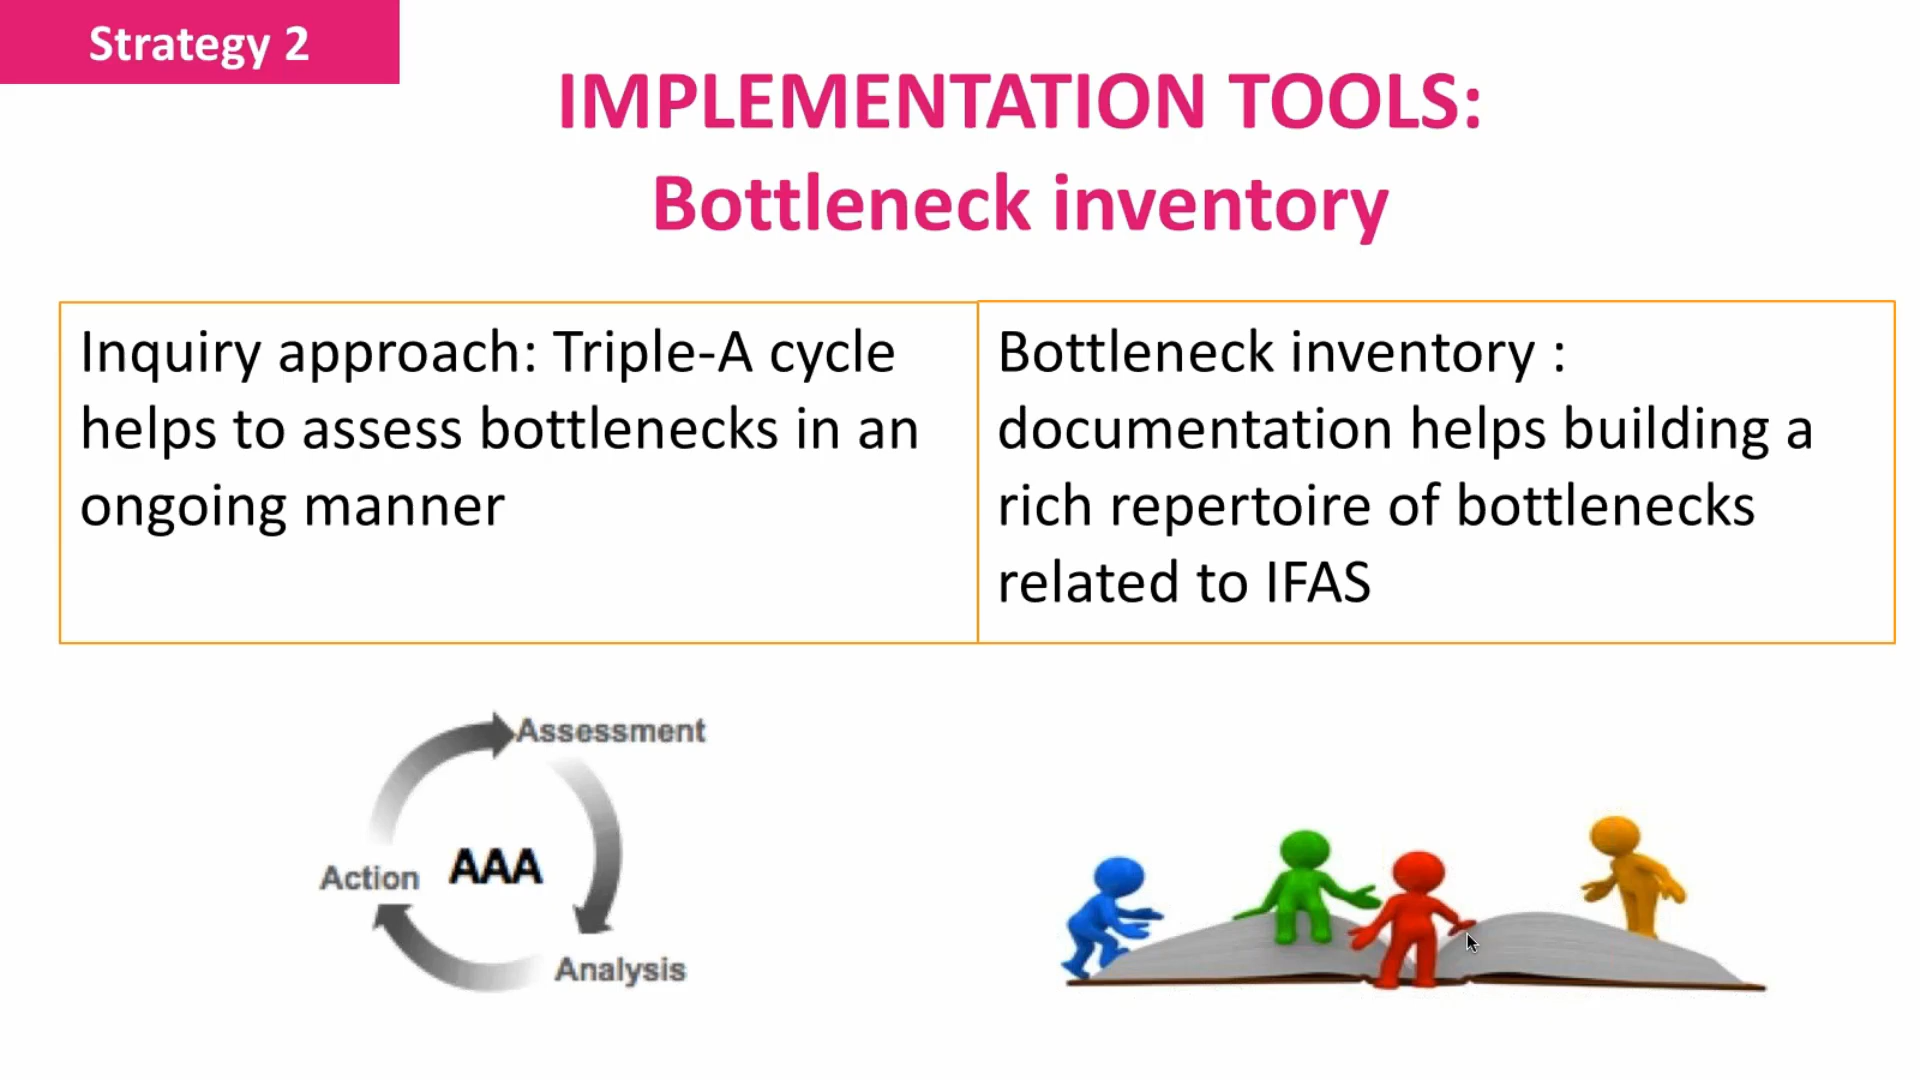 Strategy 2
IMPLEMENTATION TOOLS:
Bottleneck inventory
Inquiry approach: Triple-A cycle
helps to assess bottlenecks in an
ongoing manner
Bottleneck inventory :
documentation helps building a
rich repertoire of bottlenecks
related to IFAS
Assessment
Action
AAA
Analysis